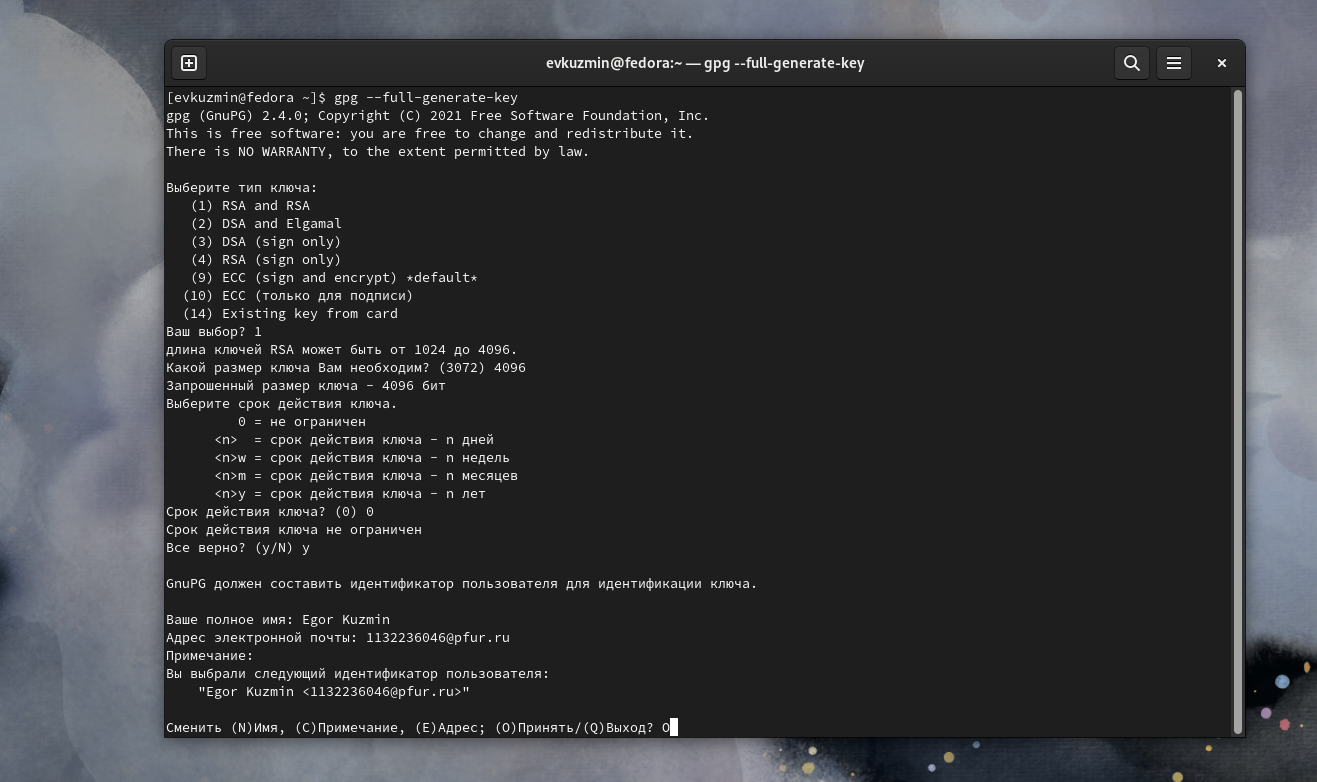 evkuzmin@fedora:~ — gpg --full-generate-key
[evkuzmin@fedora ~]$ gpg --full-generate-key
gpg (GnuPG) 2.4.0; Copyright (C) 2021 Free Software Foundation, Inc.
This is free software: you are free to change and redistribute it.
There is NO WARRANTY, to the extent permitted by law.
Выберите тип ключа:
(1) RSA and RSA
(2) DSA and Elgamal
(3) DSA (sign only)
(4) RSA (sign only)
(9) ECC (sign and encrypt) *default*
(10) ECC (только для подписи)
(14) Existing key from card
Ваш выбор? 1
длина ключей RSA может быть от 1024 до 4096.
Какой размер ключа Вам необходим? (3072) 4096
Запрошенный размер ключа - 4096 бит
Выберите срок действия ключа.
0 = не ограничен
<n>  = срок действия ключа - n дней
<n>w = срок действия ключа - n недель
<n>m = срок действия ключа - n месяцев
<n>y = срок действия ключа - n лет
Срок действия ключа? (0) 0
Срок действия ключа не ограничен
Все верно? (y/N) y
GnuPG должен составить идентификатор пользователя для идентификации ключа.
Ваше полное имя: Egor Kuzmin
Адрес электронной почты: 1132236046@pfur.ru
Примечание:
Вы выбрали следующий идентификатор пользователя:
"Egor Kuzmin <1132236046@pfur.ru>"
Сменить (N)Имя, (C)Примечание, (E)Адрес; (O)Принять/(Q)Выход? O